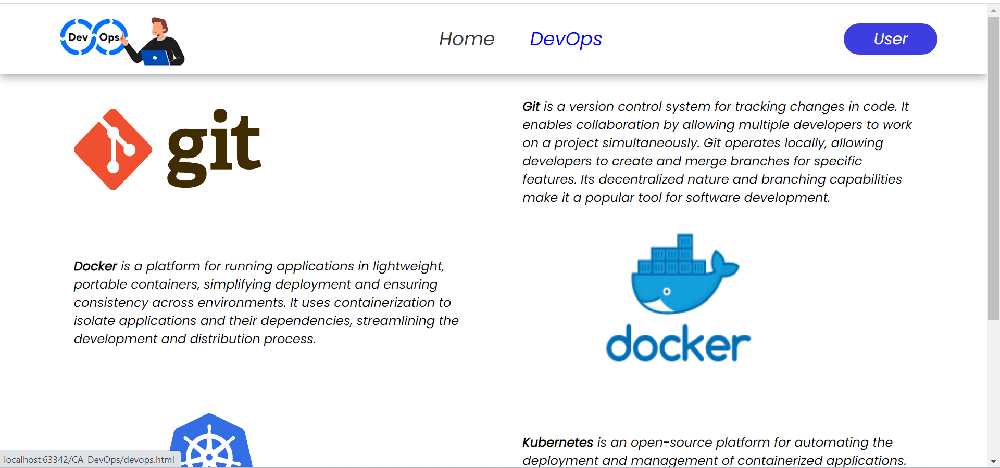 Dev Ops
Home
DevOps
User
git
Git is a version control system for tracking changes in code. It
enables collaboration by allowing multiple developers to work
on a project simultaneously. Git operates locally, allowing
developers to create and merge branches for specific
features. Its decentralized nature and branching capabilities
make it a popular tool for software development.
Docker is a platform for running applications in lightweight,
portable containers, simplifying deployment and ensuring
consistency across environments. It uses containerization to
isolate applications and their dependencies, streamlining the
development and distribution process.
docker
Kubernetes is an open-source platform for automating the
deployment and management of containerized applications.
localhost:63342/CA_DevOps/devops.html